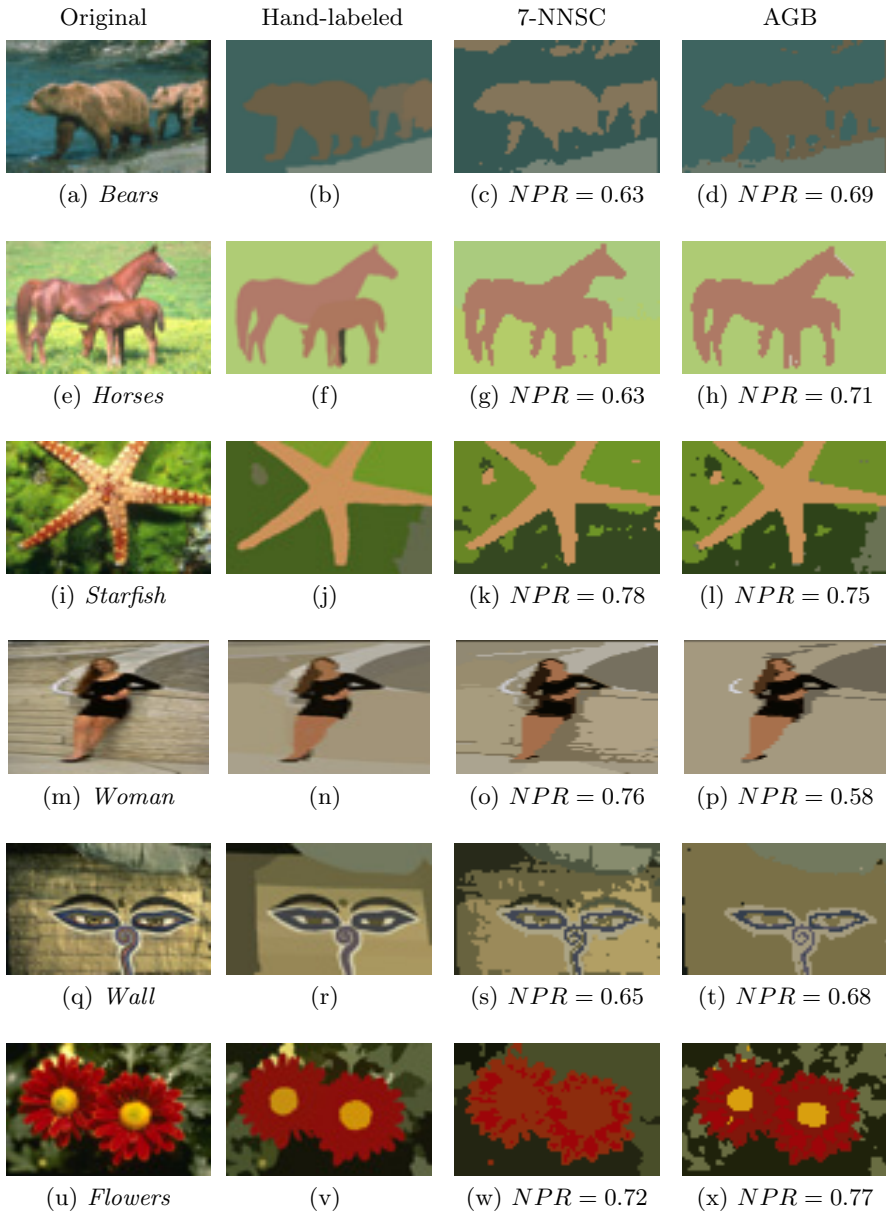 Original Hand-labeled 7-NNSC AGB
(a) Bears (b) (c) NPR = 0.63 (d) NPR = 0.69
(e) Horses (f) (g) NPR = 0.63 (h) NPR = 0.71
(i) Starfish (j) (k) NPR = 0.78 (l) NPR = 0.75
(m) Woman (n) (o) NPR = 0.76 (p) NPR = 0.58
(q) Wall (r) (s) NPR = 0.65 (t) NPR = 0.68
(u) Flowers (v) (w) NPR = 0.72 (x) NPR = 0.77